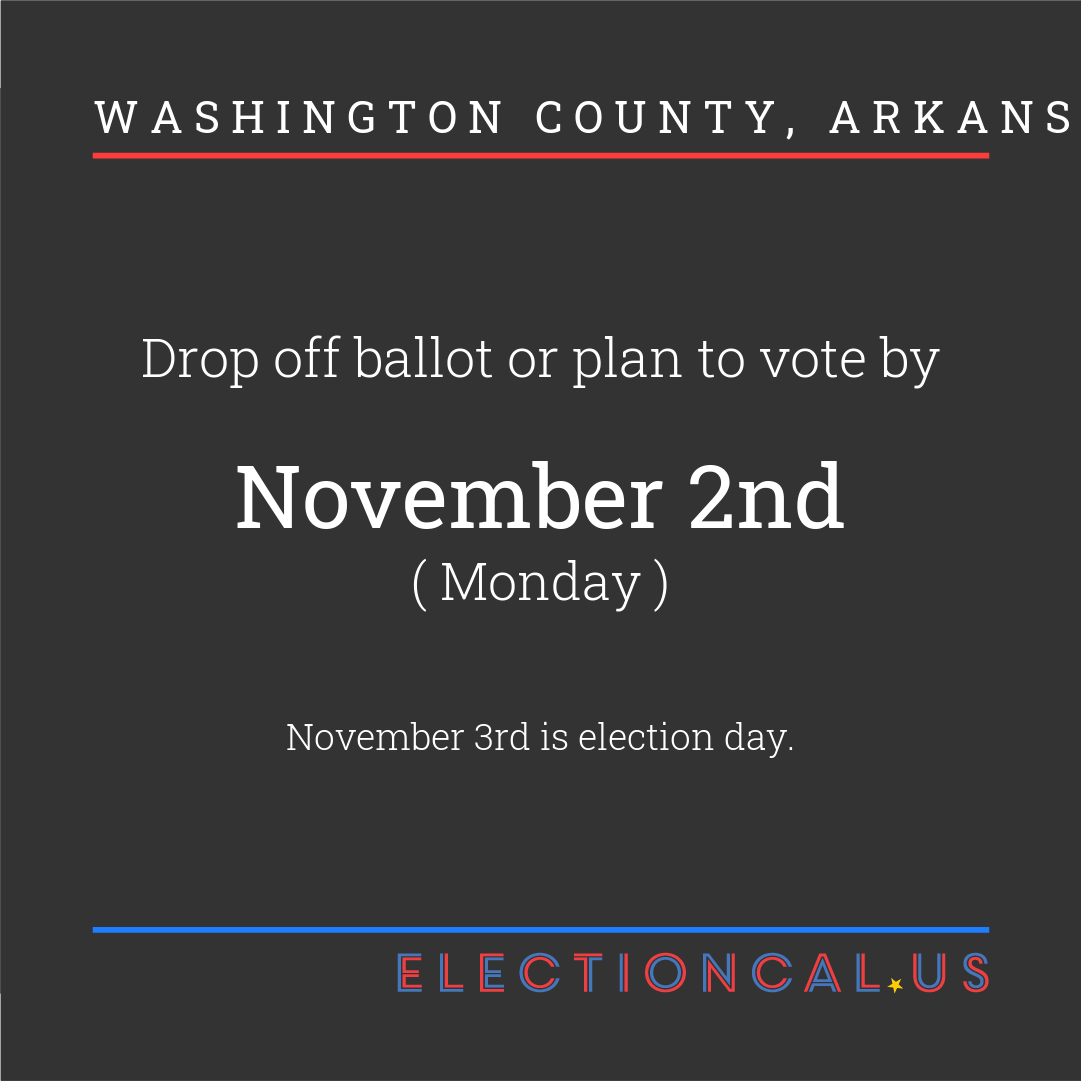 WASHINGTON COUNTY, ARKANS
Drop off ballot or plan to vote by
November 2nd
( Monday )
November 3rd is election day.
ELECTIONCAL.US